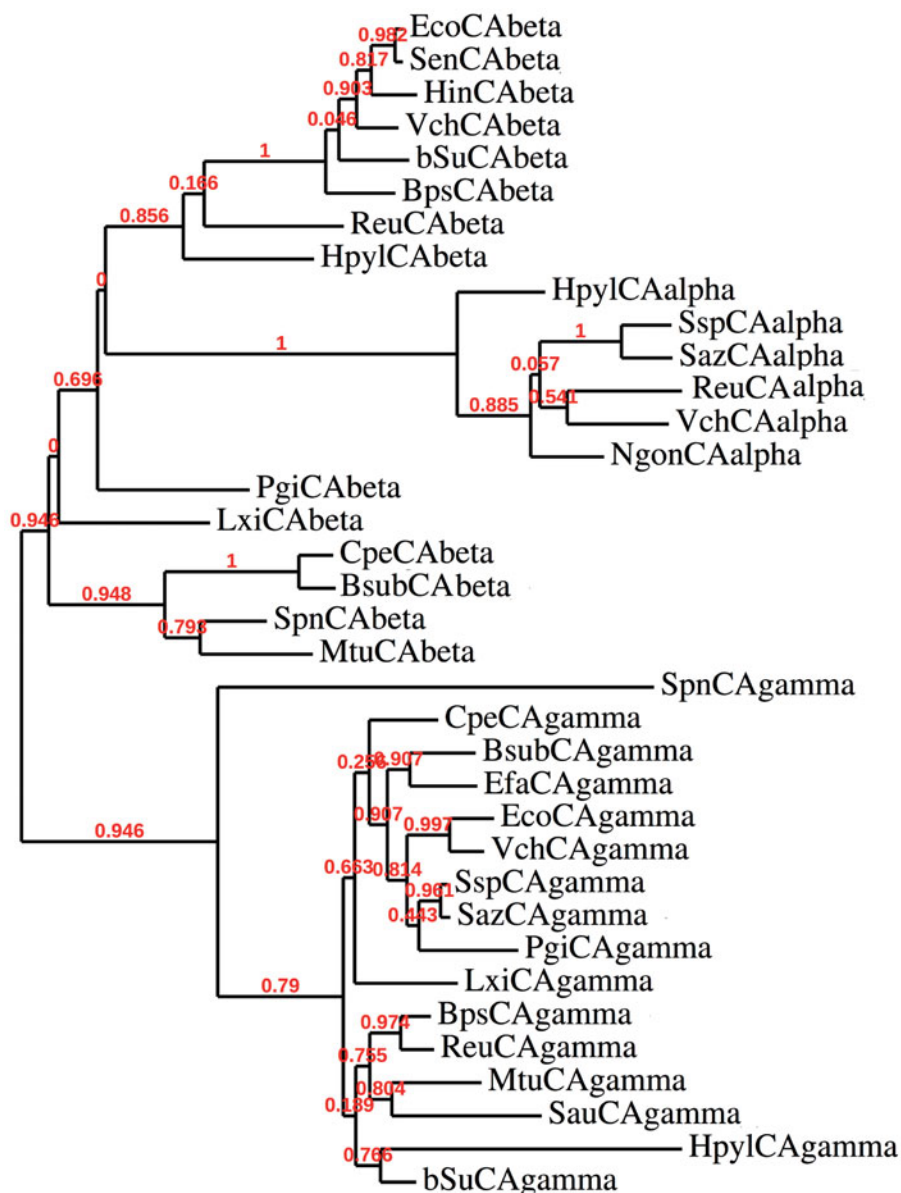 EcoCAbeta
0.982
SenCAbeta
0.817
HinCAbeta
0.903
VchCAbeta
0.046
bSuCAbeta
1
BpsCAbeta
0.166
ReuCAbeta
0.856
HpylCAbeta
0
HpylCAalpha
SspCAalpha
1
1
SazCAalpha
0.057
0.696
ReuCAalpha
0.541
0.885
VchCAalpha
NgonCAalpha
0
PgiCAbeta
LxiCAbeta
0.946
CpeCAbeta
1
BsubCAbeta
0.948
SpnCAbeta
0.793
MtuCAbeta
SpnCAgamma
CpeCAgamma
BsubCAgamma
0.256
0.907
EfaCAgamma
EcoCAgamma
0.907
0.997
0.946
VchCAgamma
0.663
0.814
SspCAgamma
0.961
SazCAgamma
0.443
PgiCAgamma
LxiCAgamma
0.79
BpsCAgamma
0.974
ReuCAgamma
0.755
MtuCAgamma
0.804
0.189
SauCAgamma
HpylCAgamma
0.766
bSuCAgamma